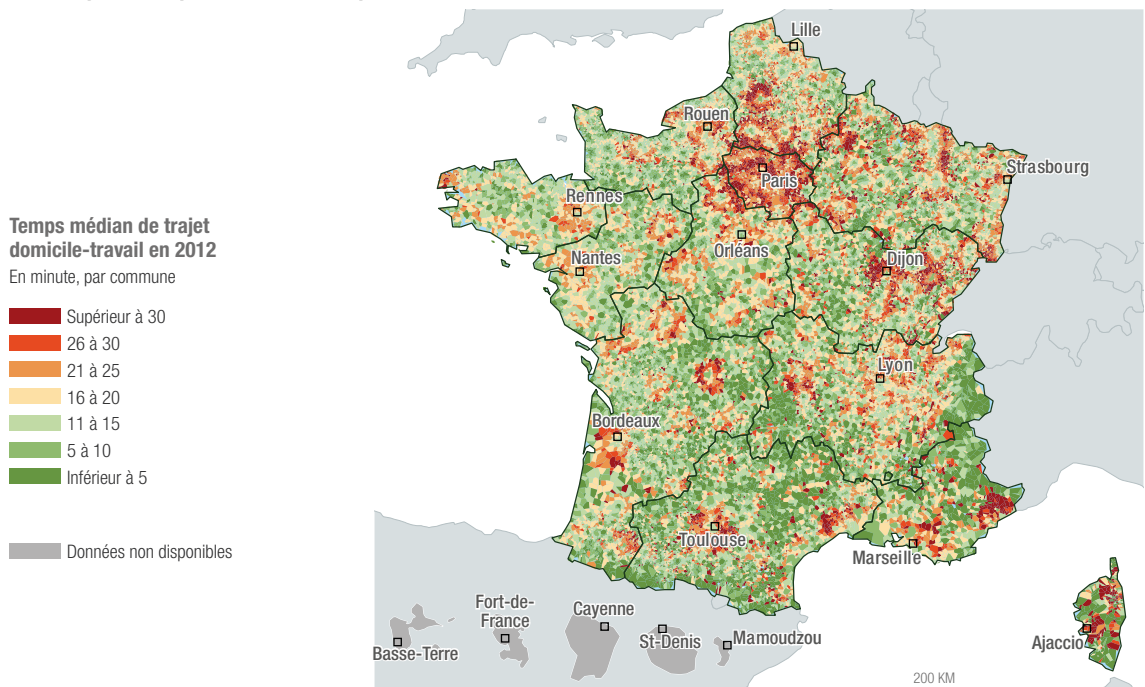 Temps médian de trajet
domicile-travail en 2012
En minute, par commune
Supérieur à 30
26 à 30
21 à 25
16 à 20
11 à 15
5 à 10
Inférieur à 5
Données non disponibles
Lille
Rouen
Paris
Strasbourg
Rennes
Orléans
Nantes
Dijon
Lyon
Bordeaux
Toulouse
Marseille
Ajaccio
Basse-Terre
Fort-de-
France
Cayenne
St-Denis
Mamoudzou
200 KM